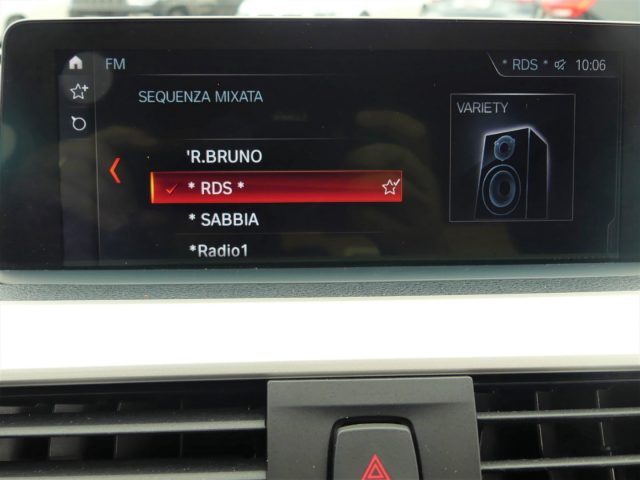 FM
* RDS * 10:06
SEQUENZA MIXATA
VARIETY
'R.BRUNO
* RDS *
* SABBIA
*Radio1